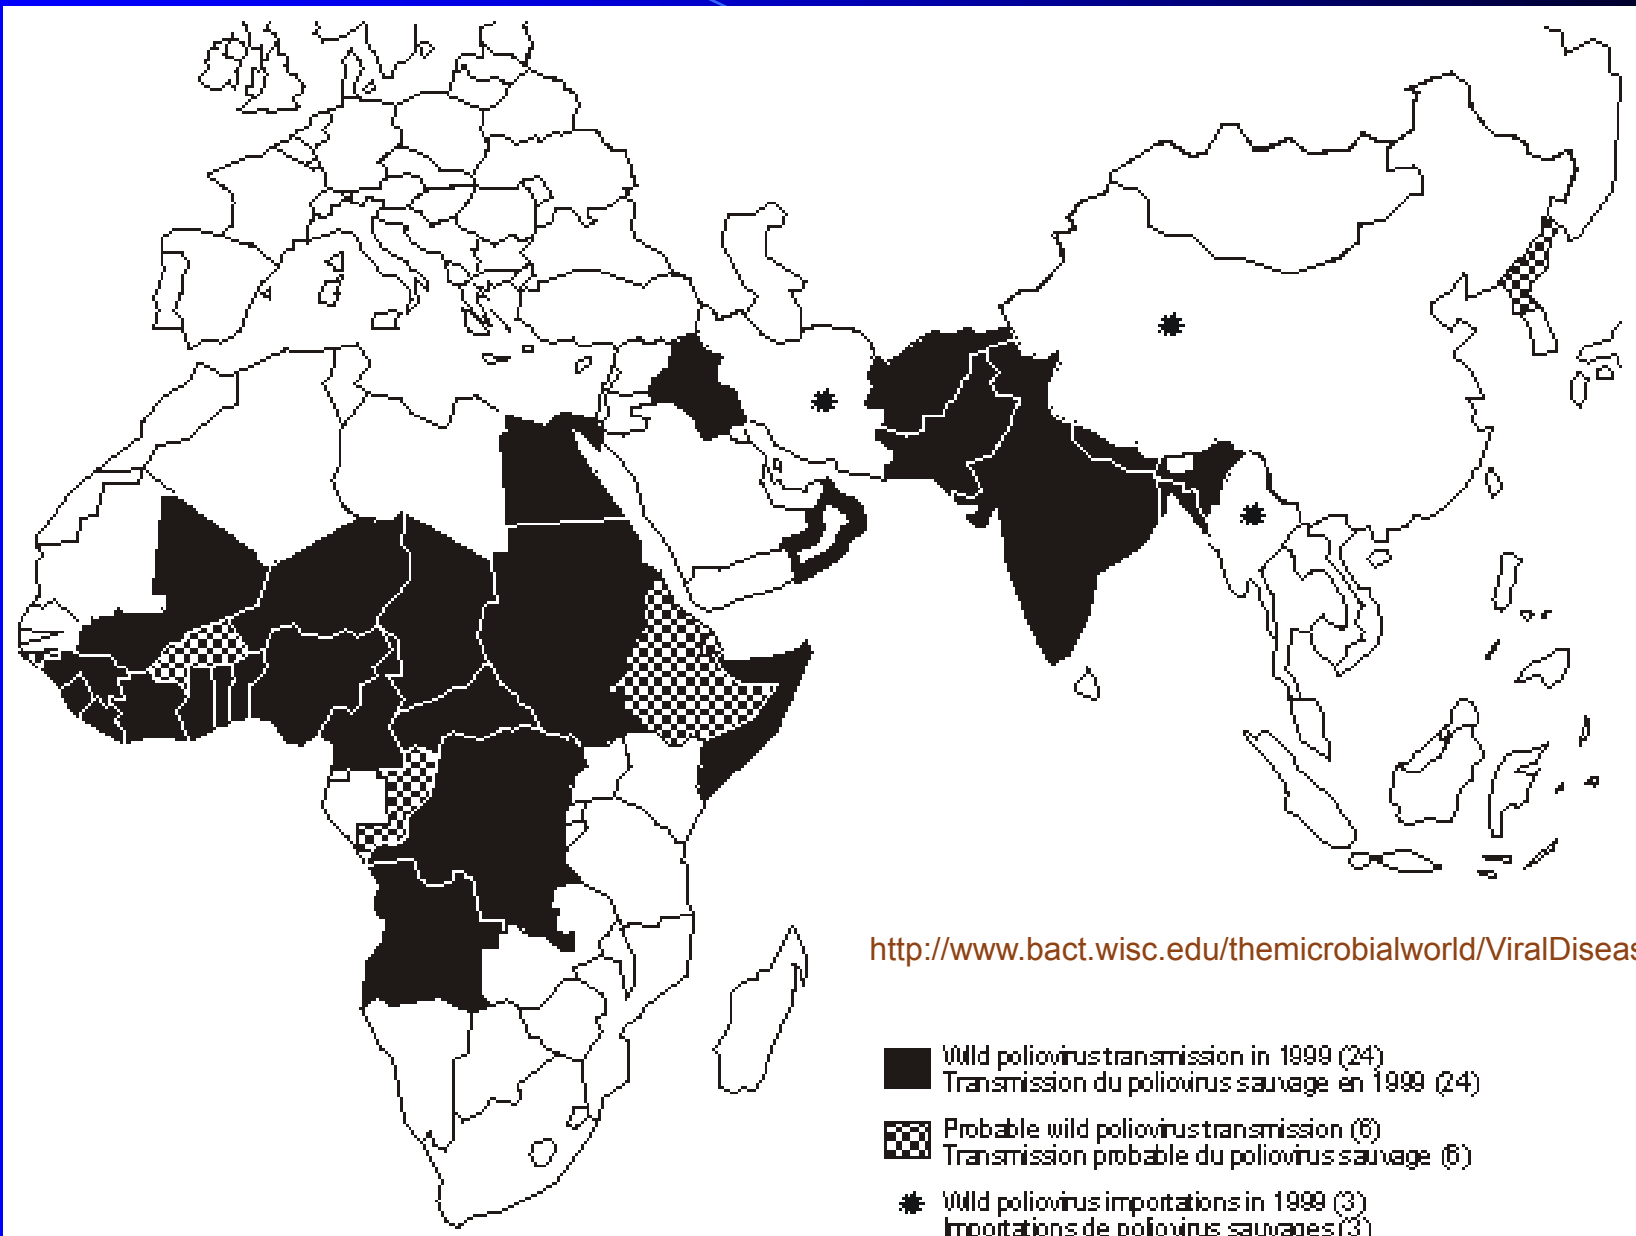 http://www.bact.wisc.edu/themicrobialworld/ViralDiseas
Wild poliovirus transmission in 1999 (24)
Transmission du poliovirus sauvage en 1999 (24)
Probable wild poliovirus transmission (6)
Transmission probable du poliovirus sauvage (6)
Wild poliovirus importations in 1999 (3)
Importations de poliovirus sauvages (3)